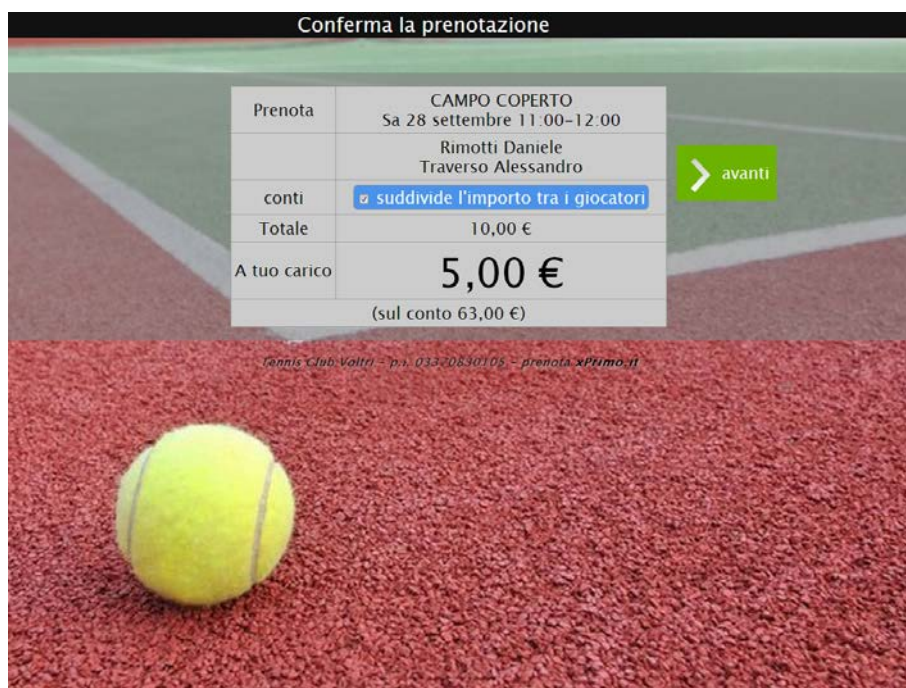 Conferma la prenotazione
Prenota
CAMPO COPERTO
Sa 28 settembre 11:00-12:00
Rimotti Daniele
Traverso Alessandro
avanti
conti
suddivide l'importo tra i giocatori
Totale
10,00 €
A tuo carico
5,00 €
(sul conto 63,00 €)
Tennis Club Voltri - p.i. 03370830105 - prenota xPrimo.it